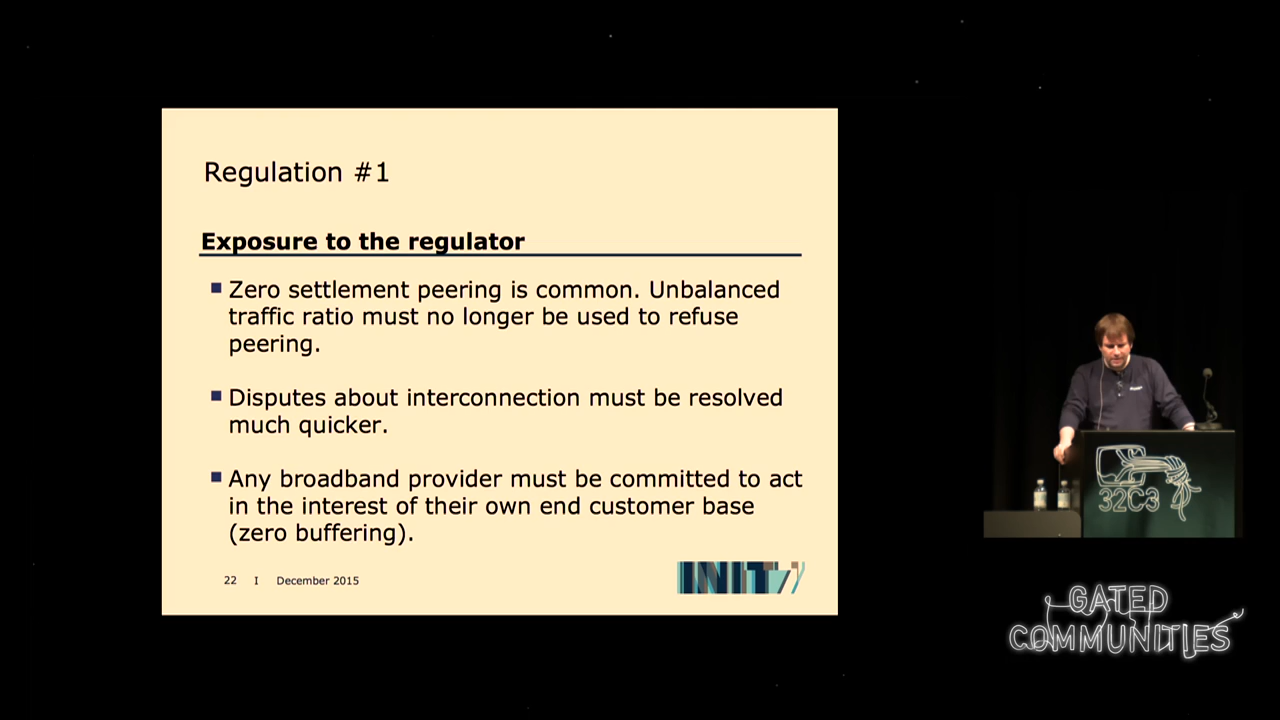 Regulation #1
Exposure to the regulator
Zero settlement peering is common. Unbalanced
traffic ratio must no longer be used to refuse
peering.
Disputes about interconnection must be resolved
much quicker.
Any broadband provider must be committed to act
in the interest of their own end customer base
(zero buffering).
22 I December 2015
INIT7
32C3
GATED
COMMUNITIES